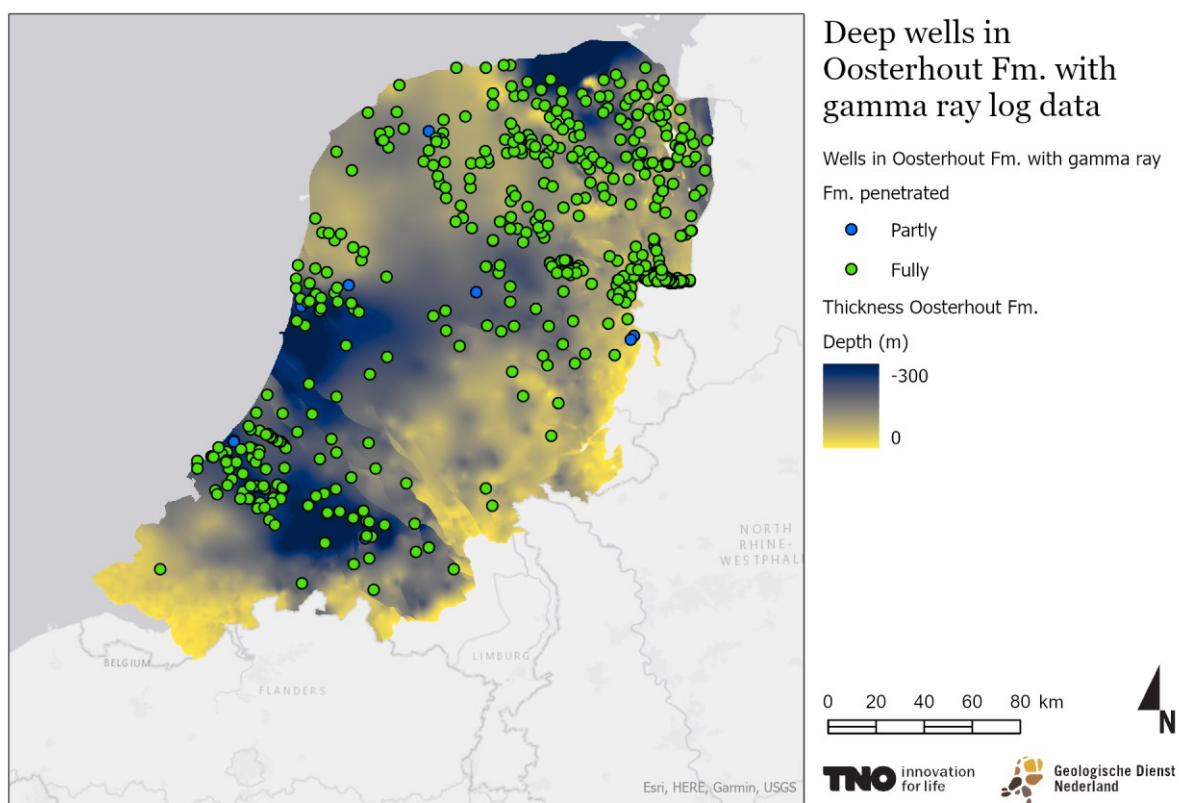 Deep wells in
Oosterhout Fm. with
gamma ray log data
Wells in Oosterhout Fm. with gamma ray
Fm. penetrated
Partly
Fully
Thickness Oosterhout Fm.
Depth (m)
-300
0
NORTH
RHINE-
WESTPHAL
BELGIUM
LIMBURG
FLANDERS
Esri, HERE, Garmin, USGS
0 20 40 60 80 km
N
TNO innovation
for life
Geologische Dienst
Nederland